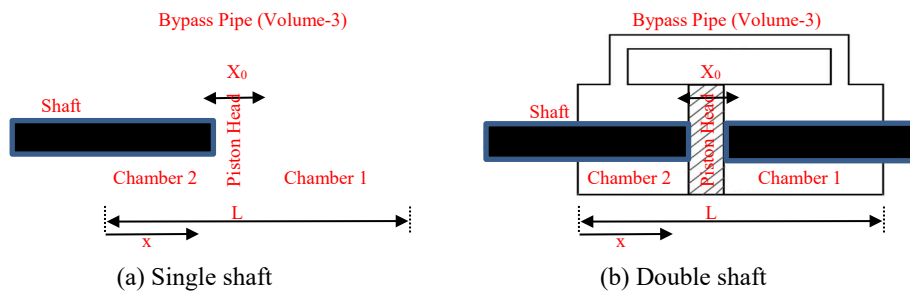 Bypass Pipe (Volume-3)
X₀
Shaft
Piston Head
Chamber 2
Chamber 1
L
x
(a) Single shaft
Bypass Pipe (Volume-3)
X₀
Shaft
Piston Head
Chamber 2
Chamber 1
L
x
(b) Double shaft